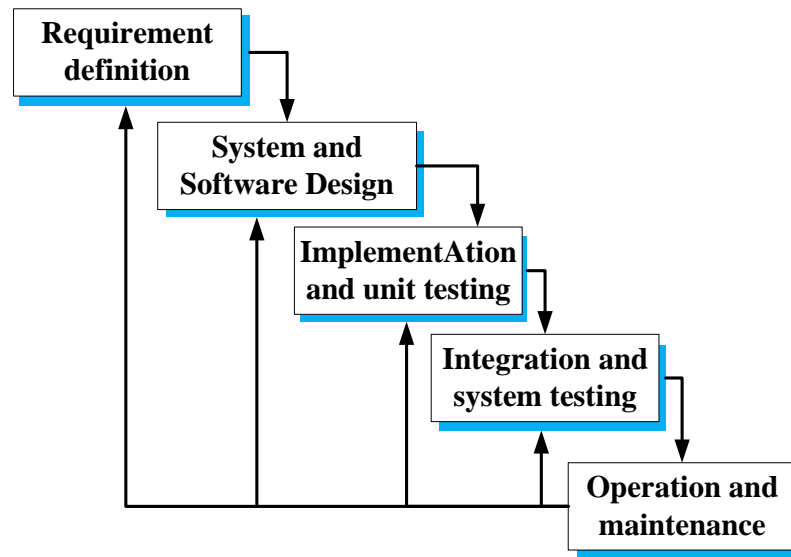 Requirement
definition
System and
Software Design
ImplementAtion
and unit testing
Integration and
system testing
Operation and
maintenance